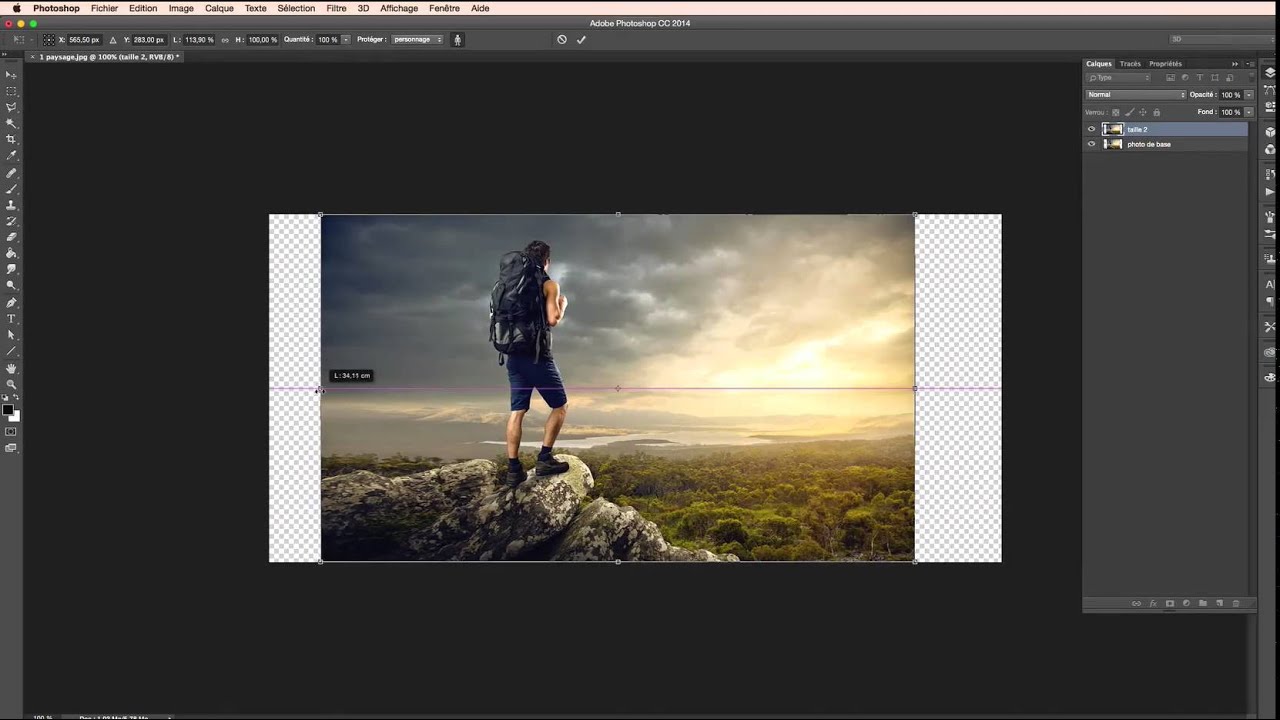 Photoshop Fichier Edition Image Calque Texte Sélection Filtre 3D Affichage Fenêtre Aide
Adobe Photoshop CC 2014
X: 565,50 px Y: 283,00 px L: 113,90 % H: 100,00 % Quantité : 100 % Protéger : personnage 3D
× 1 paysage.jpg @ 100% (taille 2, RVB/8) *
Calques Tracés Propriétés
Type
Normal Opacité : 100 %
Verrou : Fond : 100 %
taille 2
photo de base
L : 34,11 cm
100 %